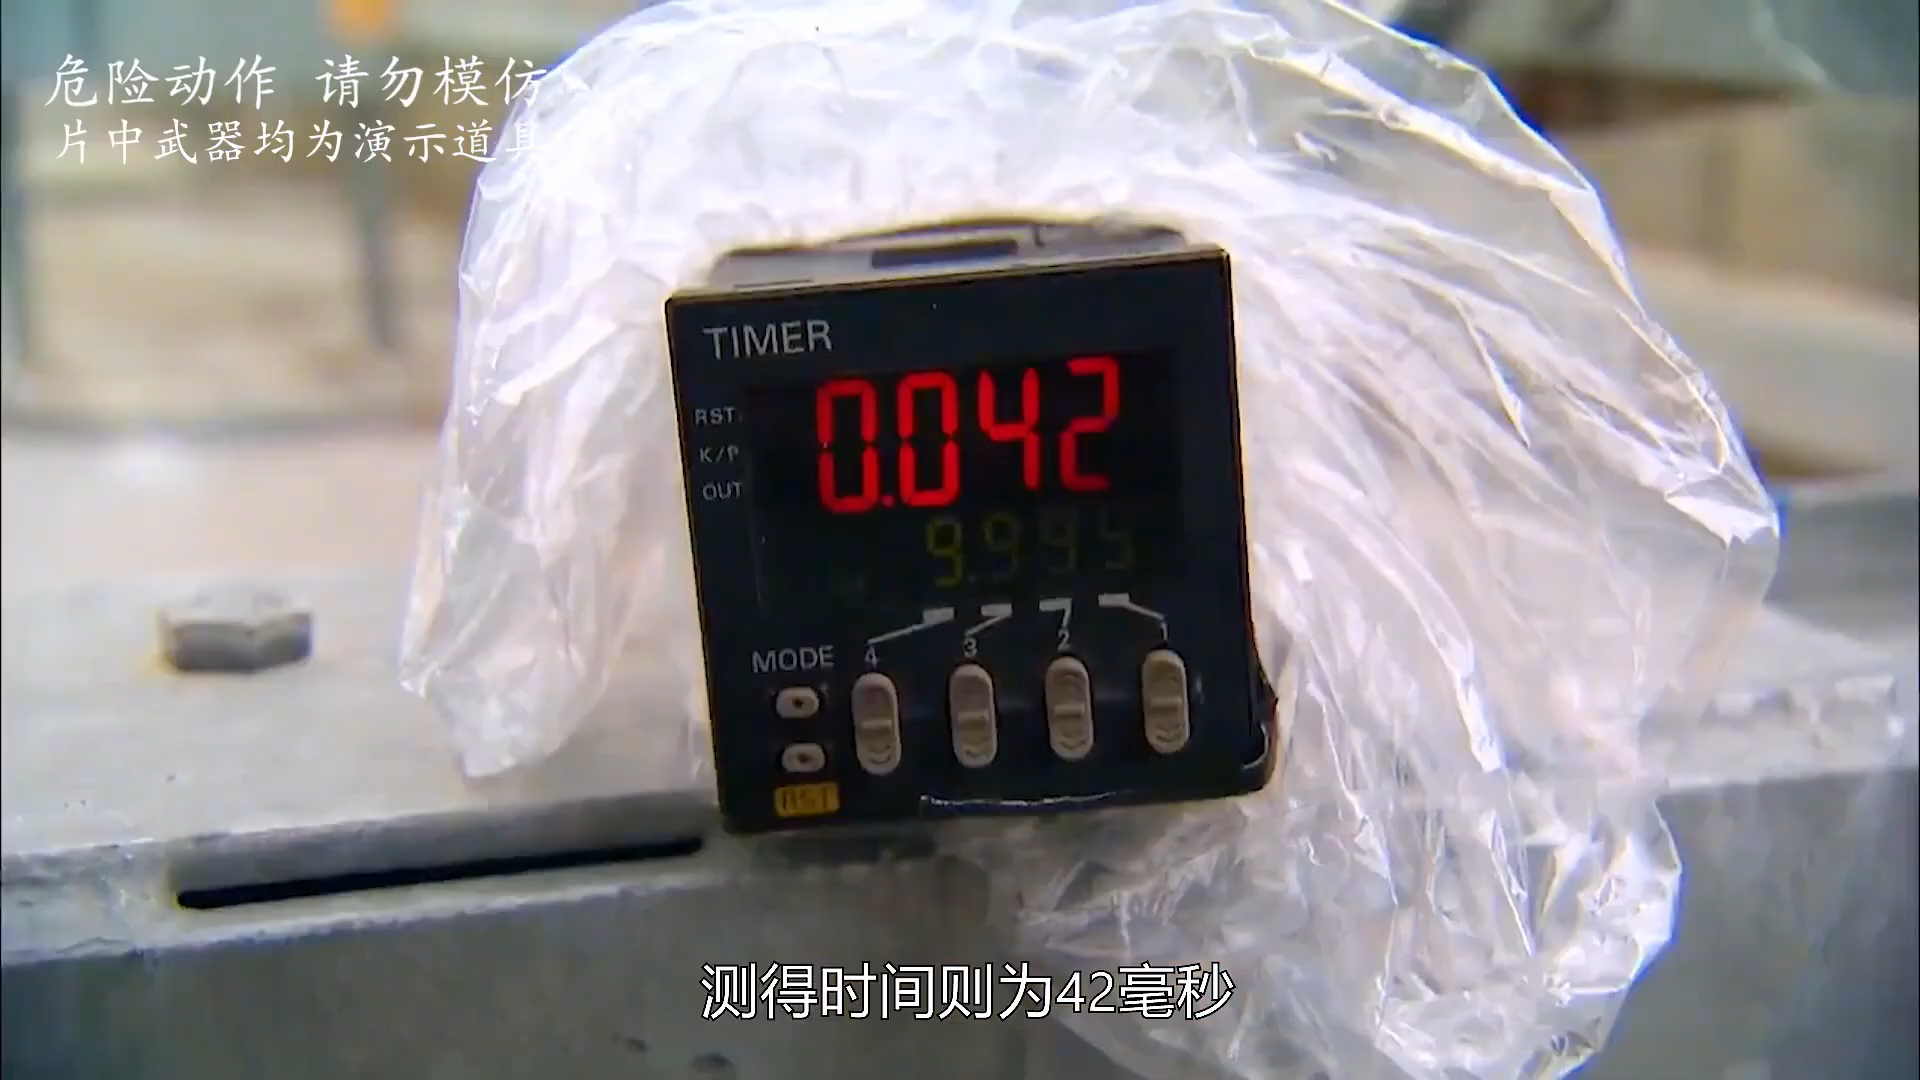 危险动作 请勿模仿
片中武器均为演示道具
TIMER
RST
0.042
K/P
OUT
9.995
MODE
4 3 2 1
RST
测得时间则为42毫秒